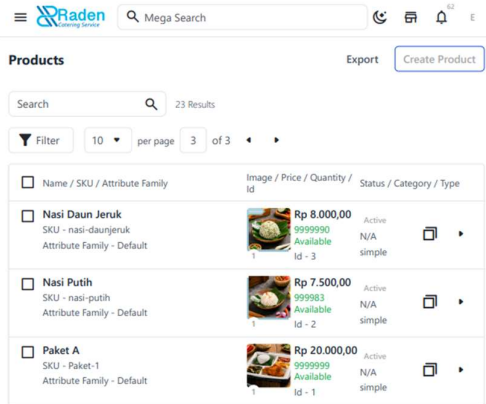 Raden
Catering Service
Mega Search
62
E
Products
Export
Create Product
Search
23 Results
Filter
10
per page
3
of 3
Name / SKU / Attribute Family
Image / Price / Quantity /
Id
Status / Category / Type
Nasi Daun Jeruk
SKU - nasi-daunjeruk
Attribute Family - Default
1
Rp 8.000,00
9999990
Available
Id - 3
Active
N/A
simple
Nasi Putih
SKU - nasi-putih
Attribute Family - Default
1
Rp 7.500,00
999983
Available
Id - 2
Active
N/A
simple
Paket A
SKU - Paket-1
Attribute Family - Default
1
Rp 20.000,00
9999999
Available
Id - 1
Active
N/A
simple